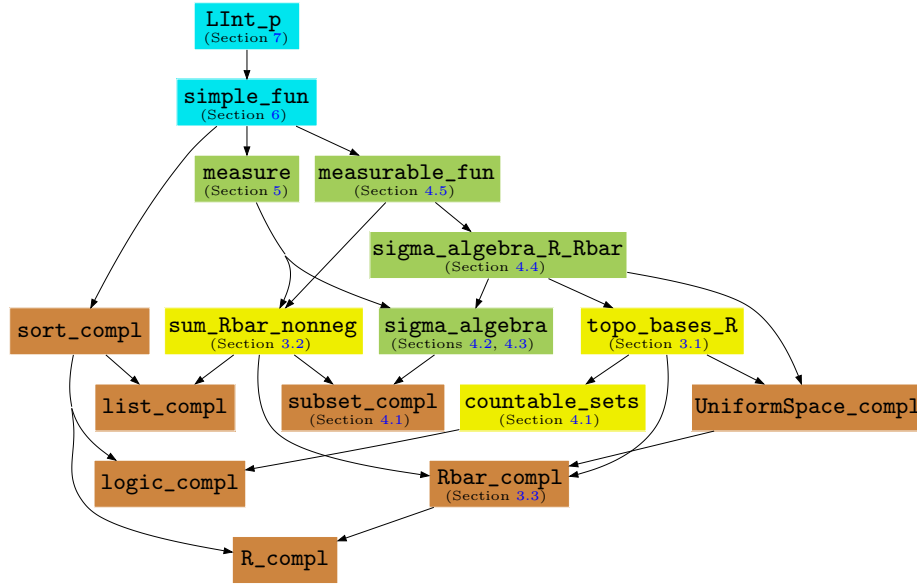 LInt_p
(Section 7)
simple_fun
(Section 6)
measure
(Section 5)
measurable_fun
(Section 4.5)
sigma_algebra_R_Rbar
(Section 4.4)
sort_compl
sum_Rbar_nonneg
(Section 3.2)
sigma_algebra
(Sections 4.2, 4.3)
topo_bases_R
(Section 3.1)
list_compl
subset_compl
(Section 4.1)
countable_sets
(Section 4.1)
UniformSpace_compl
logic_compl
Rbar_compl
(Section 3.3)
R_compl